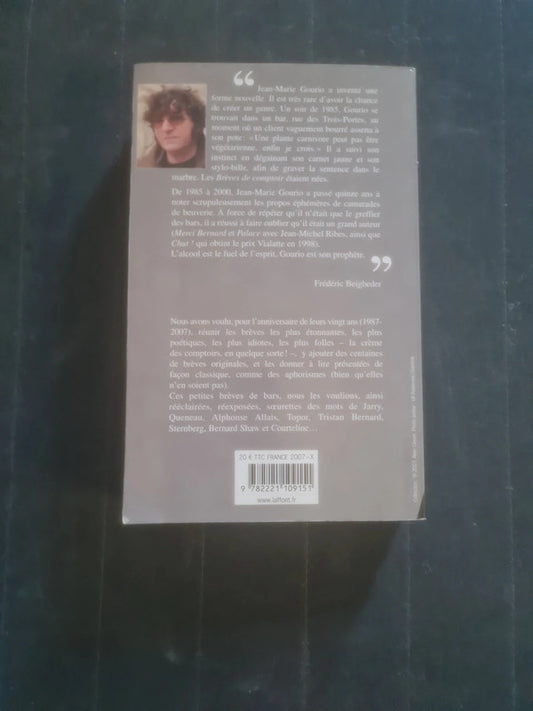 “
Jean-Marie Gourio a inventé une
forme nouvelle. Il est très rare d'avoir la chance
de créer un genre. Un soir de 1985, Gourio se
trouvait dans un bar, rue des Trois-Portes, au
moment où un client vaguement bourré assena à
son pote: «Une plante carnivore peut pas être
végétarienne, enfin je crois.» Il a suivi son
instinct en dégainant son carnet jaune et son
stylo-bille, afin de graver la sentence dans le
marbre. Les Brèves de comptoir étaient nées.
De 1985 à 2000, Jean-Marie Gourio a passé quinze ans à
noter scrupuleusement les propos éphémères de camarades
de beuverie. À force de répéter qu'il n'était que le greffier
des bars, il a réussi à faire oublier qu'il était un grand auteur
(Merci Bernard et Palace avec Jean-Michel Ribes, ainsi que
Chut ! qui obtint le prix Vialatte en 1998).
L'alcool est le fuel de l'esprit, Gourio est son prophète.
”
Frédéric Beigbeder
Nous avons voulu, pour l'anniversaire de leurs vingt ans (1987-
2007), réunir les brèves les plus étonnantes, les plus
poétiques, les plus idiotes, les plus folles – la crème
des comptoirs, en quelque sorte ! –, y ajouter des centaines
de brèves originales, et les donner à lire présentées de
façon classique, comme des aphorismes (bien qu'elles
n'en soient pas).
Ces petites brèves de bars, nous les voulions, ainsi
rééclairées, réexposées, sœurettes des mots de Jarry,
Queneau, Alphonse Allais, Topor, Tristan Bernard,
Sternberg, Bernard Shaw et Courteline…
20 € TTC FRANCE 2007-X
9 782221 109151
www.laffont.fr